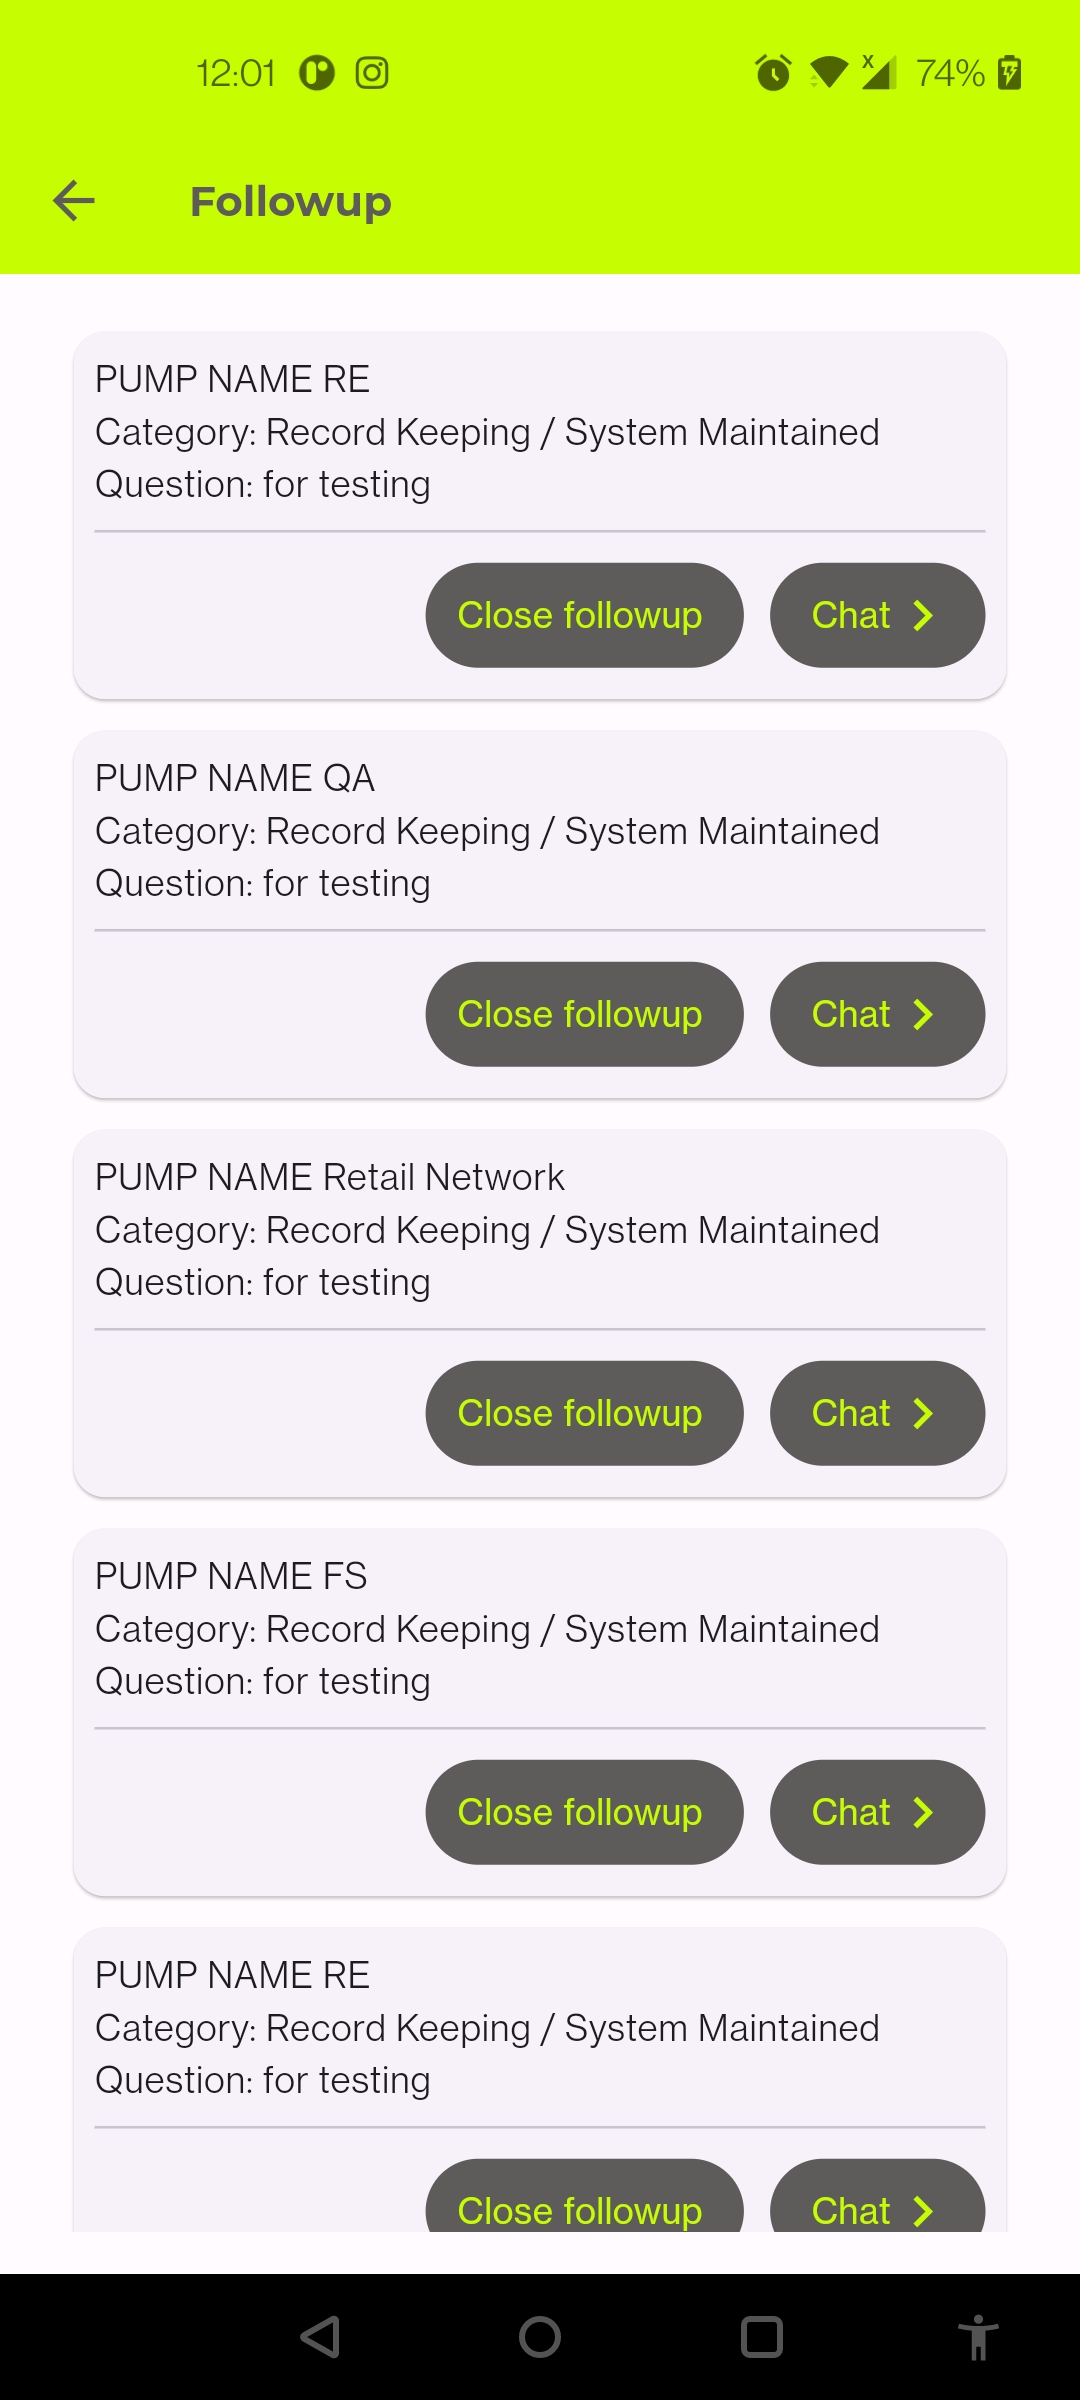 12:01
74%
Followup
PUMP NAME RE
Category: Record Keeping / System Maintained
Question: for testing
Close followup
Chat
PUMP NAME QA
Category: Record Keeping / System Maintained
Question: for testing
Close followup
Chat
PUMP NAME Retail Network
Category: Record Keeping / System Maintained
Question: for testing
Close followup
Chat
PUMP NAME FS
Category: Record Keeping / System Maintained
Question: for testing
Close followup
Chat
PUMP NAME RE
Category: Record Keeping / System Maintained
Question: for testing
Close followup
Chat